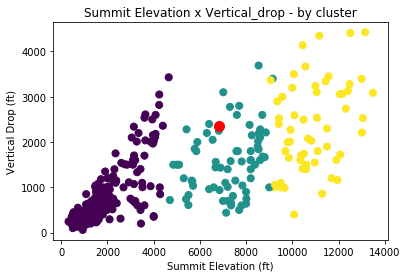 Summit Elevation x Vertical_drop - by cluster
Vertical Drop (ft)
4000
3000
2000
1000
0
0 2000 4000 6000 8000 10000 12000 14000
Summit Elevation (ft)